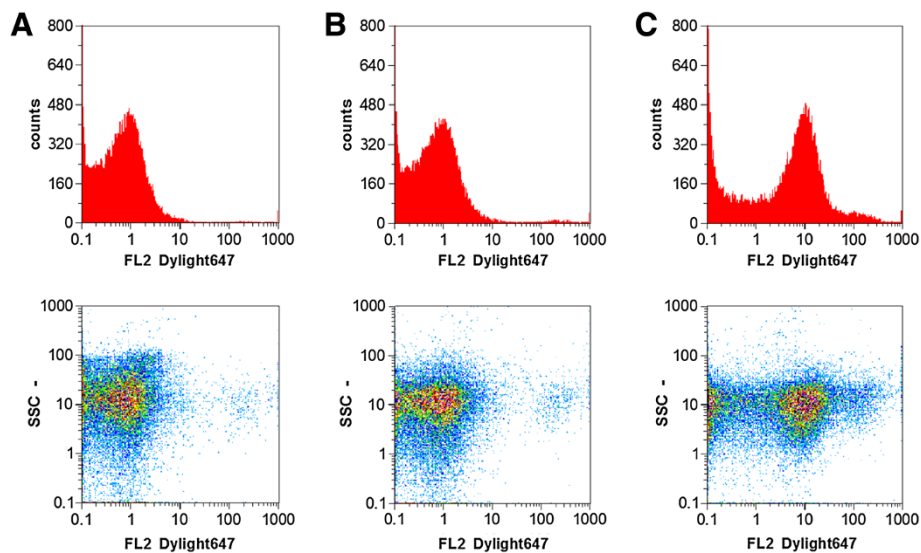 A B C
800 800 800
640 640 640
480 480 480
320 320 320
160 160 160
0 0 0
counts counts counts
0.1 1 10 100 1000 0.1 1 10 100 1000 0.1 1 10 100 1000
FL2 Dylight647 FL2 Dylight647 FL2 Dylight647
1000 1000 1000
100 100 100
10 10 10
1 1 1
0.1 0.1 0.1
SSC - SSC - SSC -
0.1 1 10 100 1000 0.1 1 10 100 1000 0.1 1 10 100 1000
FL2 Dylight647 FL2 Dylight647 FL2 Dylight647